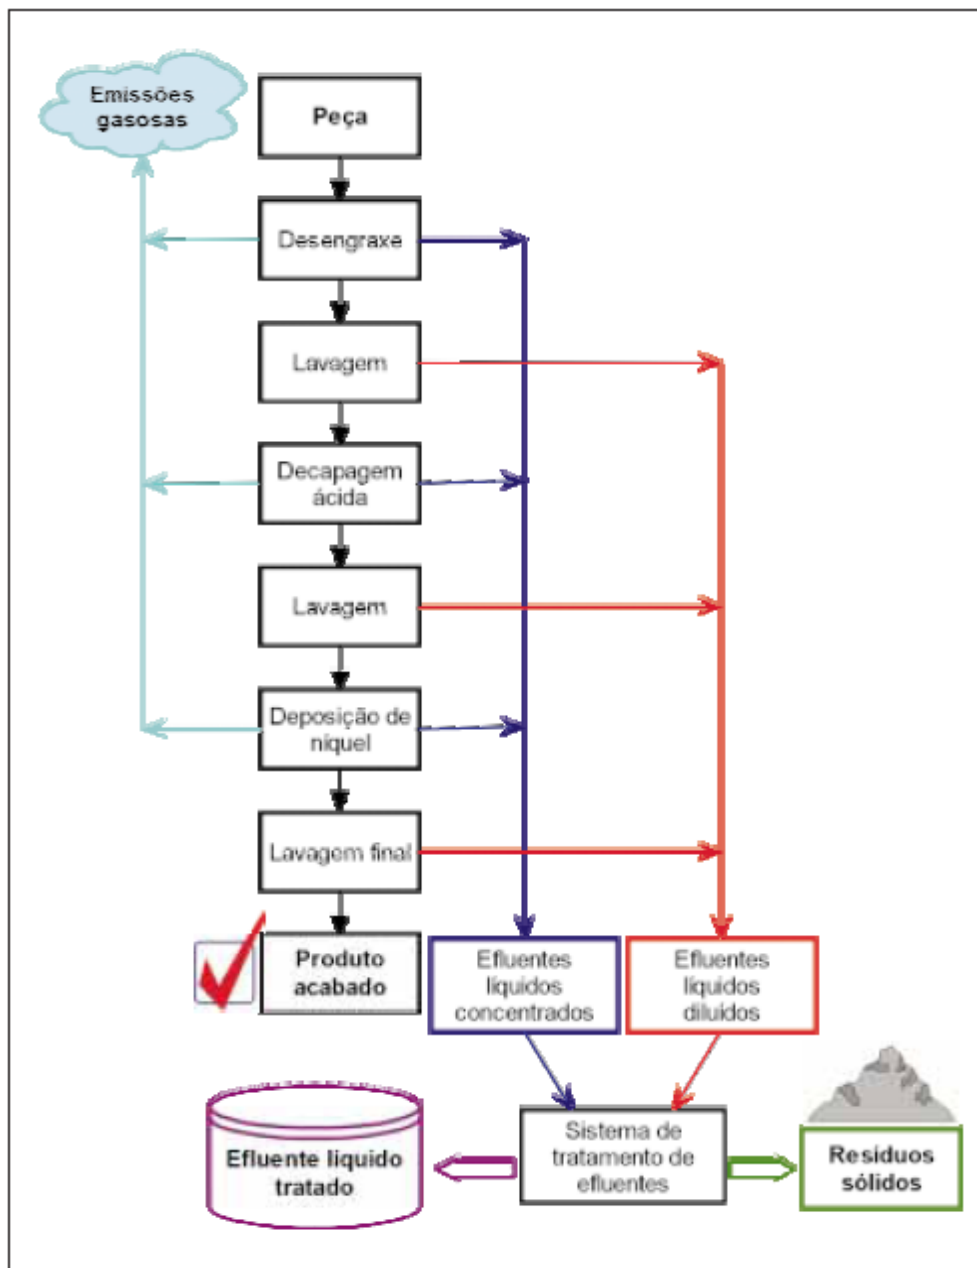 Emissões
gasosas
Peça
Desengraxe
Lavagem
Decapagem
ácida
Lavagem
Deposição de
níquel
Lavagem final
Produto
acabado
Efluentes
líquidos
concentrados
Efluentes
líquidos
diluídos
Efluente líquido
tratado
Sistema de
tratamento de
efluentes
Resíduos
sólidos